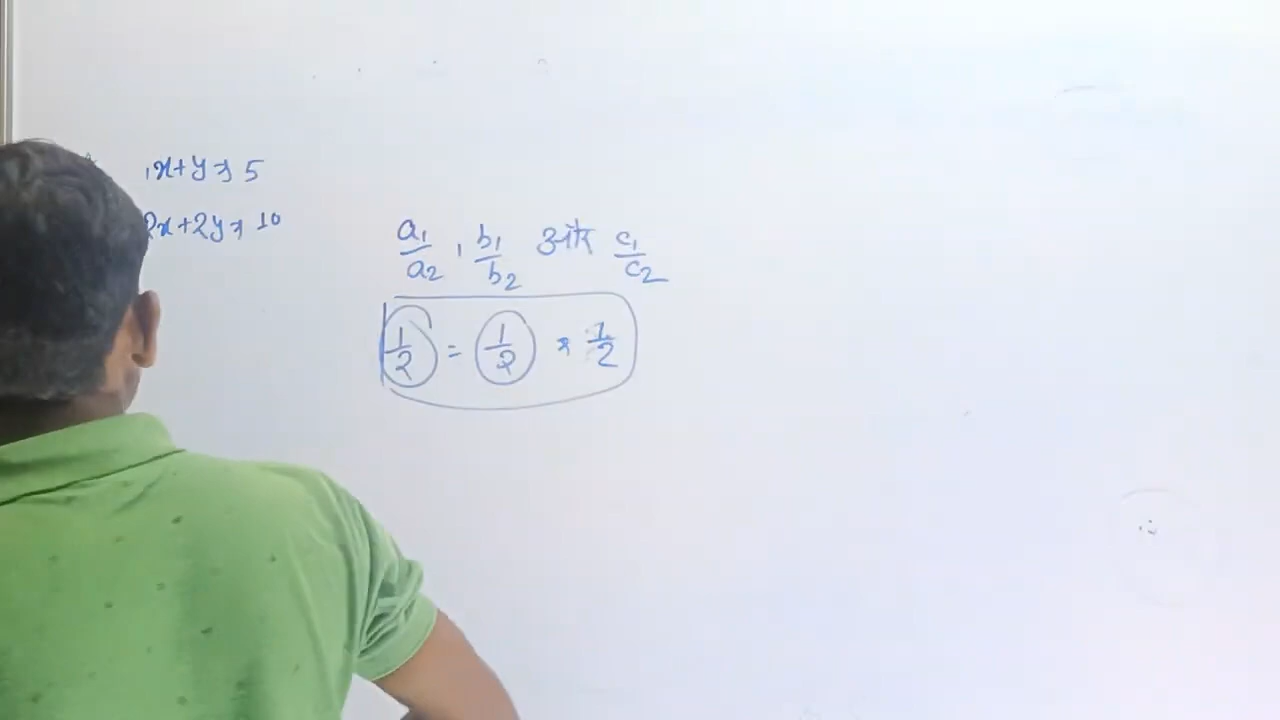 1x+y=5
2x+2y=10
a₁/a₂ , b₁/b₂ और c₁/c₂
1/2 = 1/2 = 1/2